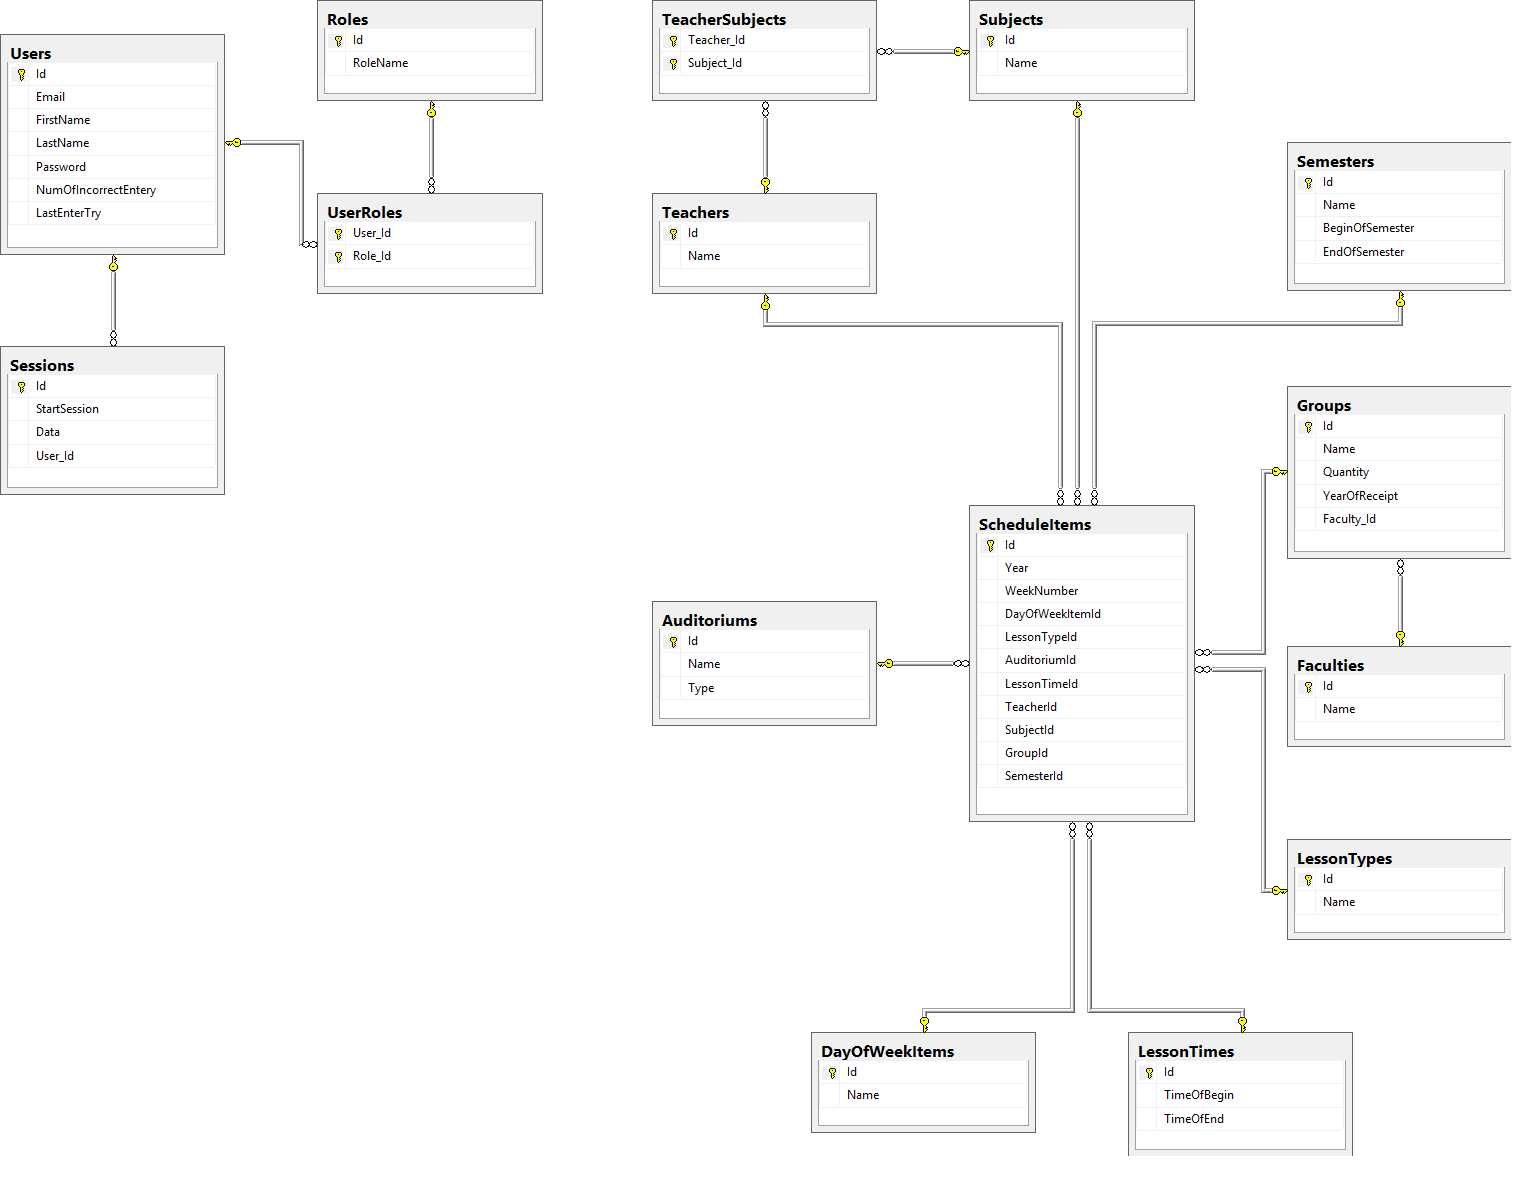 Users
Id
Email
FirstName
LastName
Password
NumOfIncorrectEntery
LastEnterTry
Roles
Id
RoleName
UserRoles
User_Id
Role_Id
Sessions
Id
StartSession
Data
User_Id
TeacherSubjects
Teacher_Id
Subject_Id
Subjects
Id
Name
Teachers
Id
Name
Semesters
Id
Name
BeginOfSemester
EndOfSemester
Groups
Id
Name
Quantity
YearOfReceipt
Faculty_Id
ScheduleItems
Id
Year
WeekNumber
DayOfWeekItemId
LessonTypeId
AuditoriumId
LessonTimeId
TeacherId
SubjectId
GroupId
SemesterId
Auditoriums
Id
Name
Type
Faculties
Id
Name
LessonTypes
Id
Name
DayOfWeekItems
Id
Name
LessonTimes
Id
TimeOfBegin
TimeOfEnd